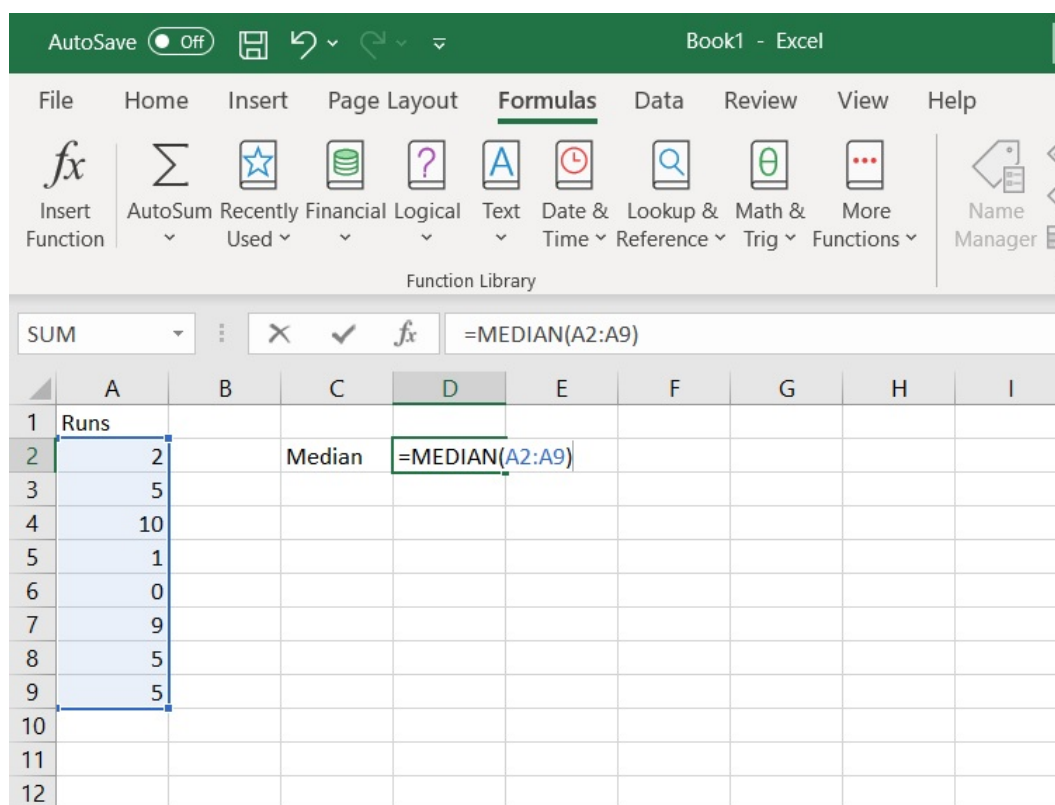 AutoSave Off Book1 - Excel
File Home Insert Page Layout Formulas Data Review View Help
fx Σ ? A θ
Insert AutoSum Recently Financial Logical Text Date & Lookup & Math & More Name
Function Used Time Reference Trig Functions Manager
Function Library
SUM fx =MEDIAN(A2:A9)
A B C D E F G H I
1 Runs
2 2 Median =MEDIAN(A2:A9)
3 5
4 10
5 1
6 0
7 9
8 5
9 5
10
11
12